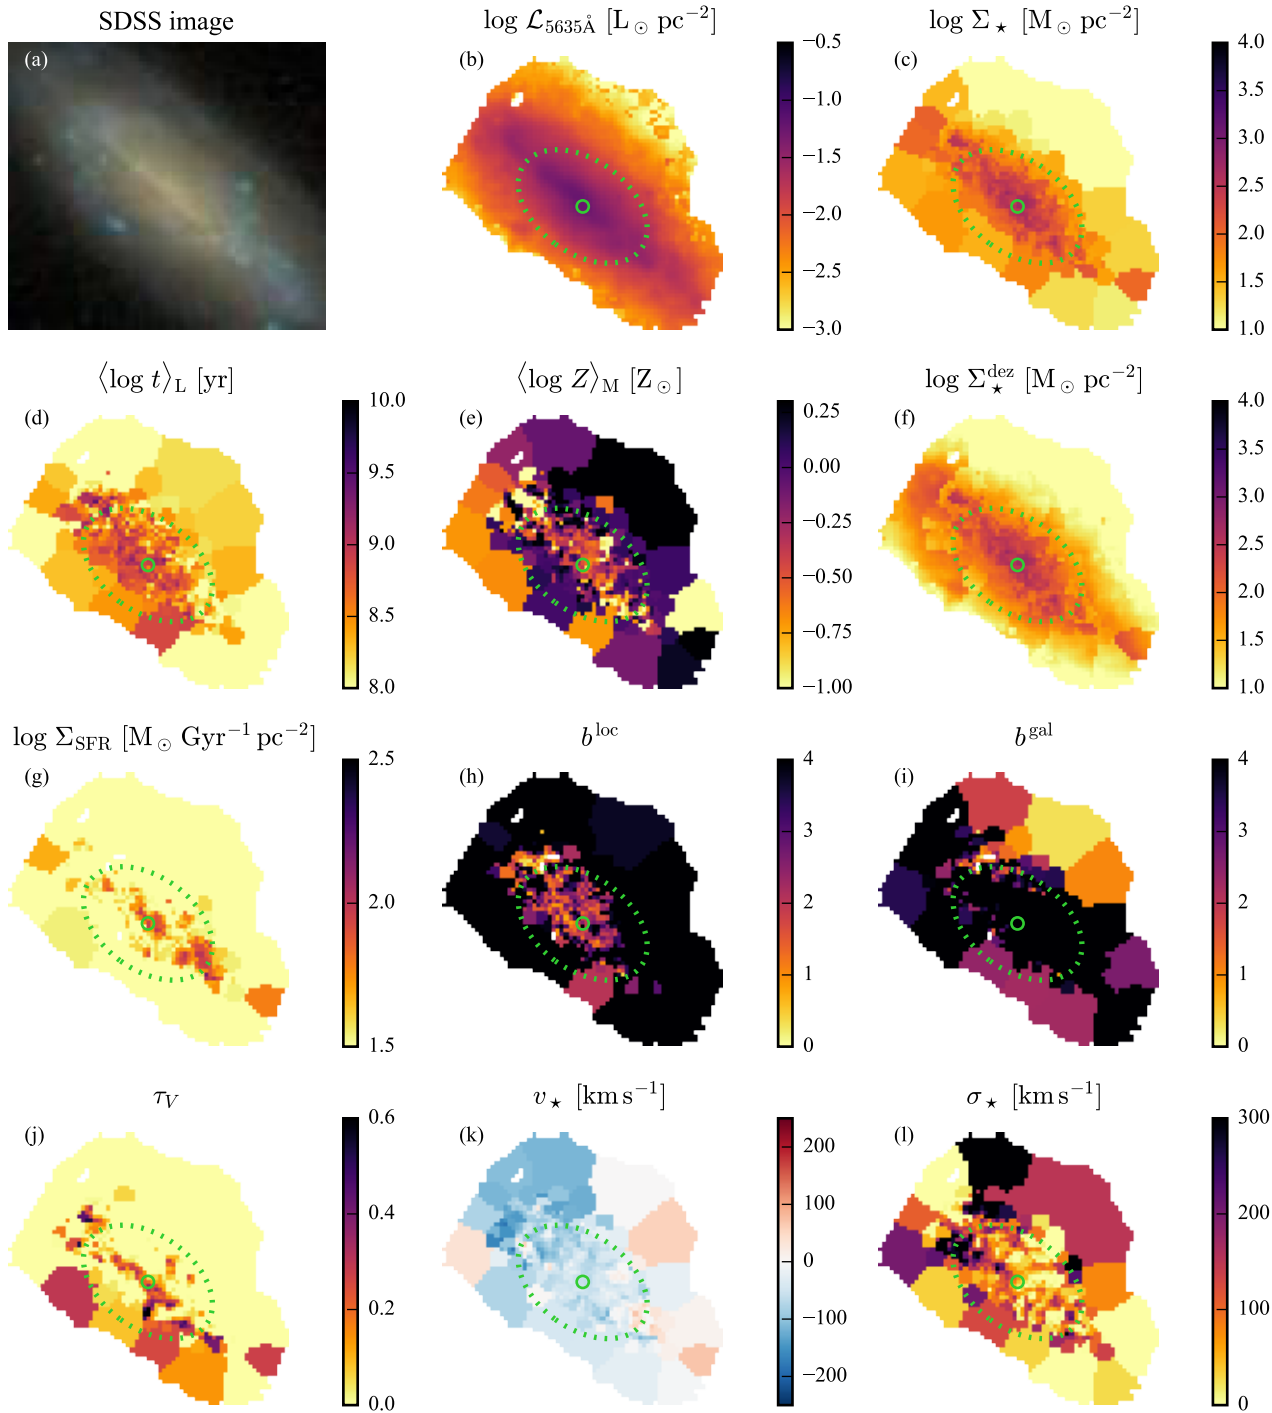 SDSS image
log ℒ₅₆₃₅Å [L⊙ pc⁻²]
log Σ⋆ [M⊙ pc⁻²]
(a)
(b)
−0.5
−1.0
−1.5
−2.0
−2.5
−3.0
(c)
4.0
3.5
3.0
2.5
2.0
1.5
1.0
⟨log t⟩L [yr]
⟨log Z⟩M [Z⊙]
log Σ⋆ᵈᵉᶻ [M⊙ pc⁻²]
(d)
10.0
9.5
9.0
8.5
8.0
(e)
0.25
0.00
−0.25
−0.50
−0.75
−1.00
(f)
4.0
3.5
3.0
2.5
2.0
1.5
1.0
log ΣSFR [M⊙ Gyr⁻¹ pc⁻²]
bˡᵒᶜ
bᵍᵃˡ
(g)
2.5
2.0
1.5
(h)
4
3
2
1
0
(i)
4
3
2
1
0
τV
v⋆ [km s⁻¹]
σ⋆ [km s⁻¹]
(j)
0.6
0.4
0.2
0.0
(k)
200
100
0
−100
−200
(l)
300
200
100
0